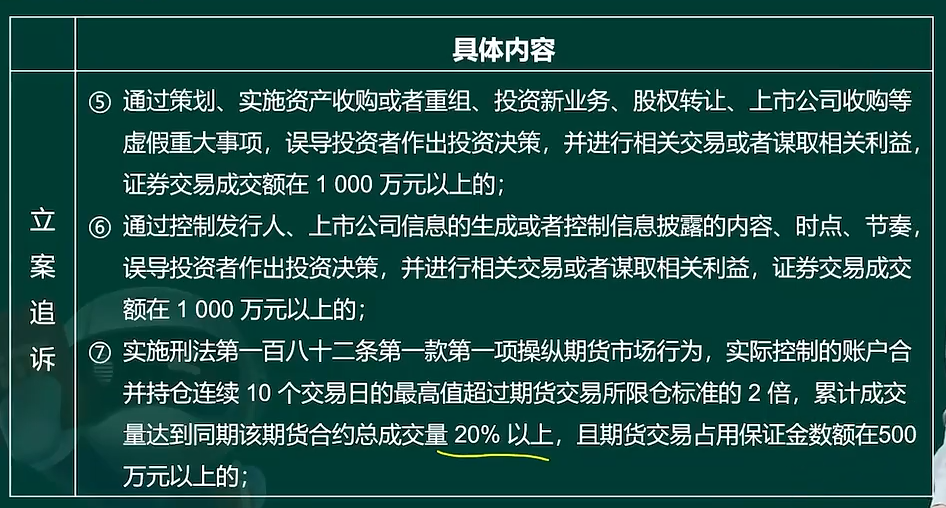 具体内容
立案追诉
⑤ 通过策划、实施资产收购或者重组、投资新业务、股权转让、上市公司收购等
虚假重大事项，误导投资者作出投资决策，并进行相关交易或者谋取相关利益，
证券交易成交额在 1 000 万元以上的；
⑥ 通过控制发行人、上市公司信息的生成或者控制信息披露的内容、时点、节奏，
误导投资者作出投资决策，并进行相关交易或者谋取相关利益，证券交易成交
额在 1 000 万元以上的；
⑦ 实施刑法第一百八十二条第一款第一项操纵期货市场行为，实际控制的账户合
并持仓连续 10 个交易日的最高值超过期货交易所限仓标准的 2 倍，累计成交
量达到同期该期货合约总成交量 20% 以上，且期货交易占用保证金数额在500
万元以上的；